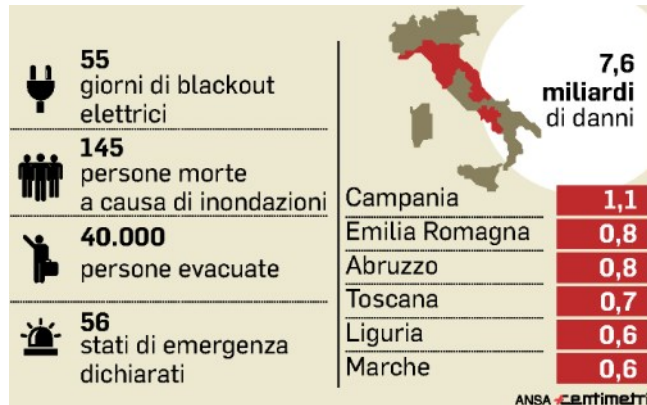 55
giorni di blackout
elettrici
145
persone morte
a causa di inondazioni
40.000
persone evacuate
56
stati di emergenza
dichiarati
7,6
miliardi
di danni
Campania 1,1
Emilia Romagna 0,8
Abruzzo 0,8
Toscana 0,7
Liguria 0,6
Marche 0,6
ANSA centimetri